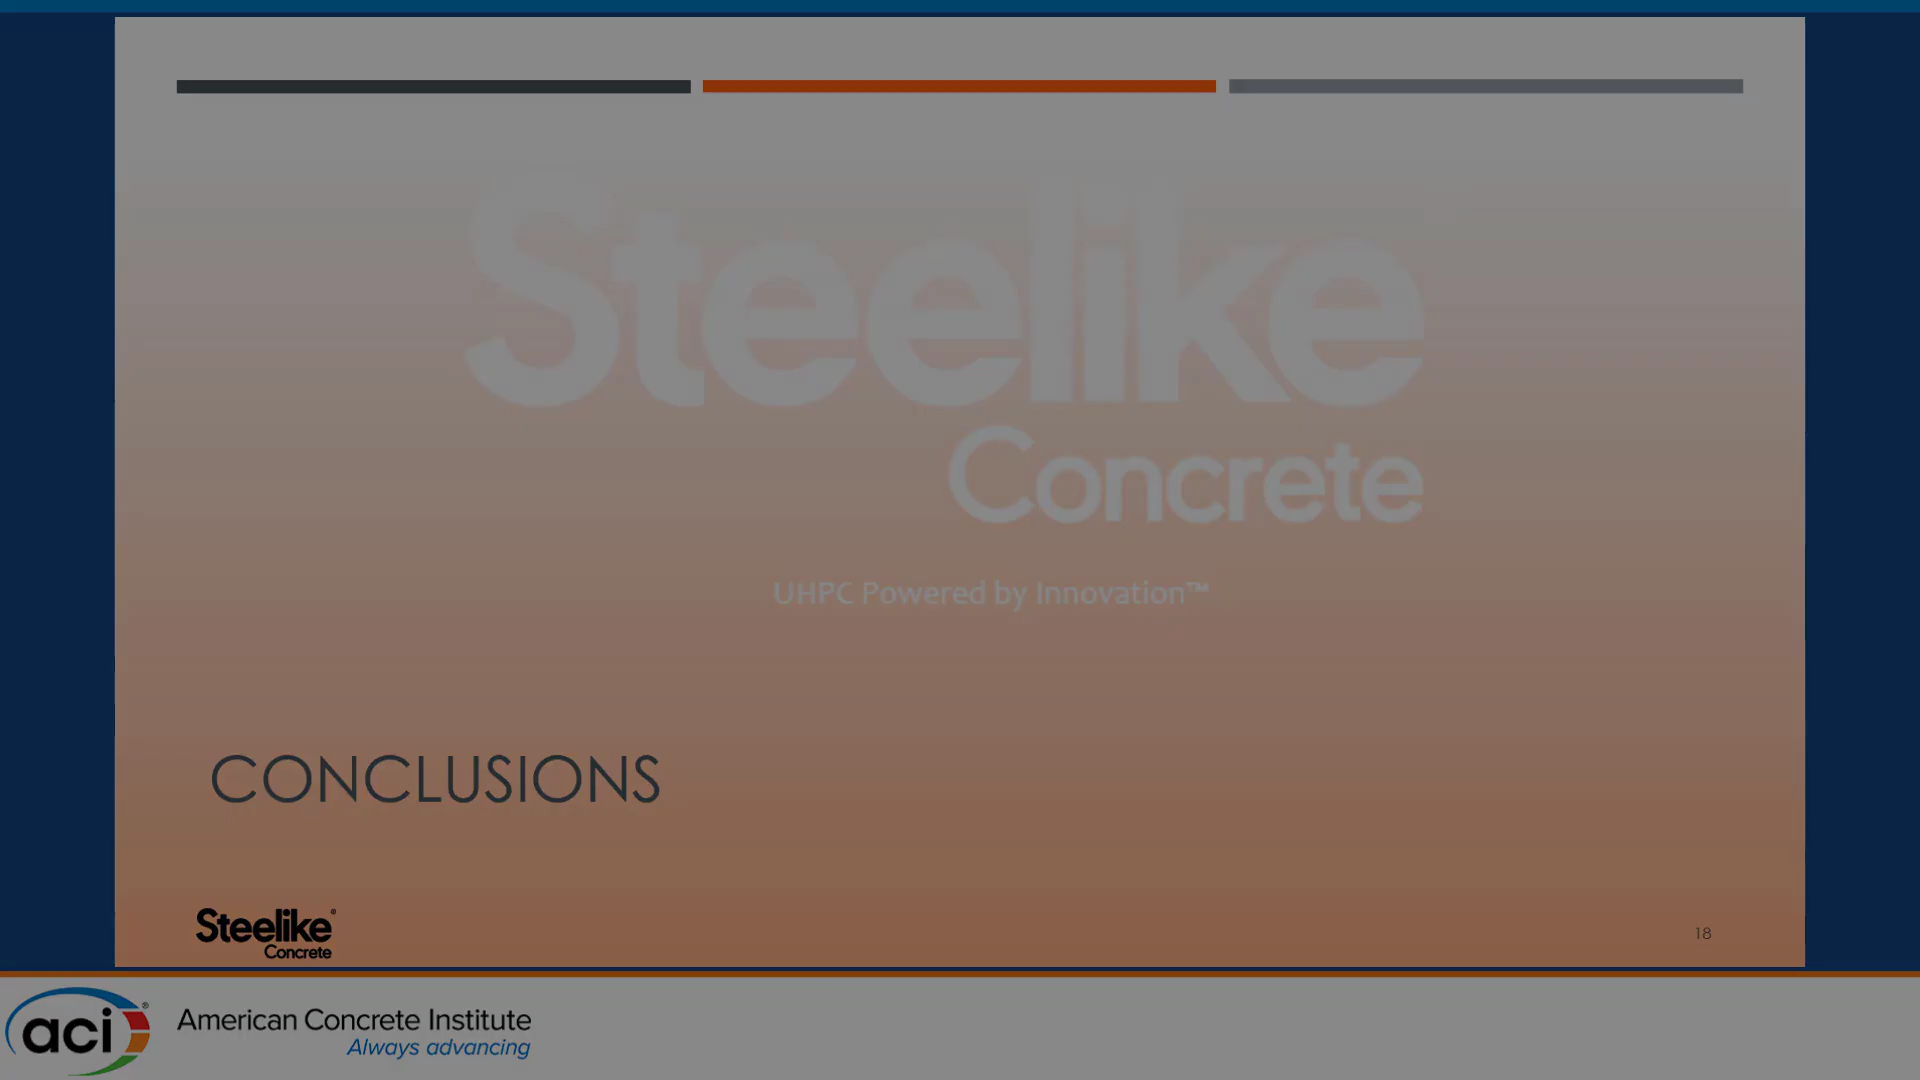 Steelike
Concrete
UHPC Powered by Innovation™
CONCLUSIONS
Steelike®
Concrete
18
aci®
American Concrete Institute
Always advancing